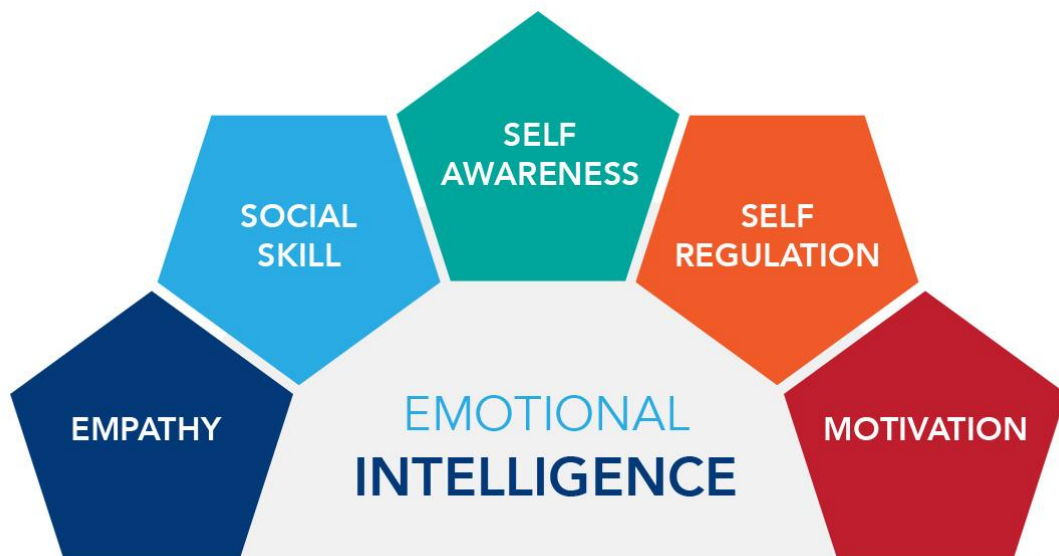 SELF
AWARENESS
SOCIAL
SKILL
SELF
REGULATION
EMPATHY
EMOTIONAL
INTELLIGENCE
MOTIVATION